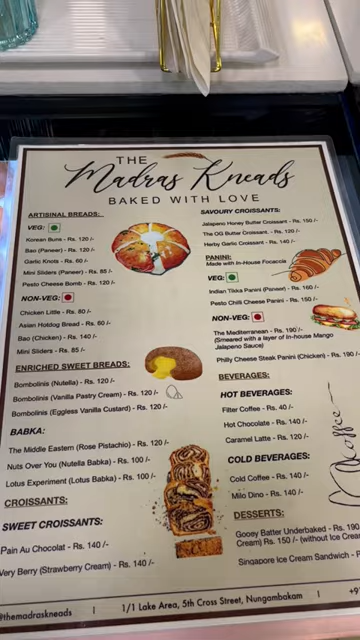 THE
Madras Kneads
BAKED WITH LOVE
ARTISINAL BREADS:
VEG:
Korean Buns - Rs. 120 /-
Bao (Paneer) - Rs. 120 /-
Garlic Knots - Rs. 60 /-
Mini Sliders (Paneer) - Rs. 85 /-
Pesto Cheese Bomb - Rs. 120 /-
NON-VEG:
Chicken Little - Rs. 80 /-
Asian Hotdog Bread - Rs. 60 /-
Bao (Chicken) - Rs. 140 /-
Mini Sliders - Rs. 85 /-
ENRICHED SWEET BREADS:
Bombolinis (Nutella) - Rs. 120 /-
Bombolinis (Vanilla Pastry Cream) - Rs. 120 /-
Bombolinis (Eggless Vanilla Custard) - Rs. 120 /-
BABKA:
The Middle Eastern (Rose Pistachio) - Rs. 120 /-
Nuts Over You (Nutella Babka) - Rs. 100 /-
Lotus Experiment (Lotus Babka) - Rs. 100 /-
CROISSANTS:
SWEET CROISSANTS:
Pain Au Chocolat - Rs. 140 /-
Very Berry (Strawberry Creme) - Rs. 140 /-
SAVOURY CROISSANTS:
Jalapeno Honey Butter Croissant - Rs. 150 /-
The OG Butter Croissant - Rs. 120 /-
Herby Garlic Croissant - Rs. 140 /-
PANINI:
Made with In-House Focaccia
VEG:
Indian Tikka Panini (Paneer) - Rs. 160 /-
Pesto Chilli Cheese Panini - Rs. 150 /-
NON-VEG:
The Mediterranean - Rs. 190 /-
(Smeared with a layer of In-house Mango
Jalapeno Sauce)
Philly Cheese Steak Panini (Chicken) - Rs. 190 /-
BEVERAGES:
HOT BEVERAGES:
Filter Coffee - Rs. 40 /-
Hot Chocolate - Rs. 140 /-
Caramel Latte - Rs. 120 /-
COLD BEVERAGES:
Cold Coffee - Rs. 140 /-
Milo Dino - Rs. 140 /-
coffee
DESSERTS:
Gooey Batter Underbaked - Rs. 190
Cream) Rs. 150 /- (without Ice Cream
Singapore Ice Cream Sandwich -
@themadraskneads | 1/1 Lake Area, 5th Cross Street, Nungambakam | +9